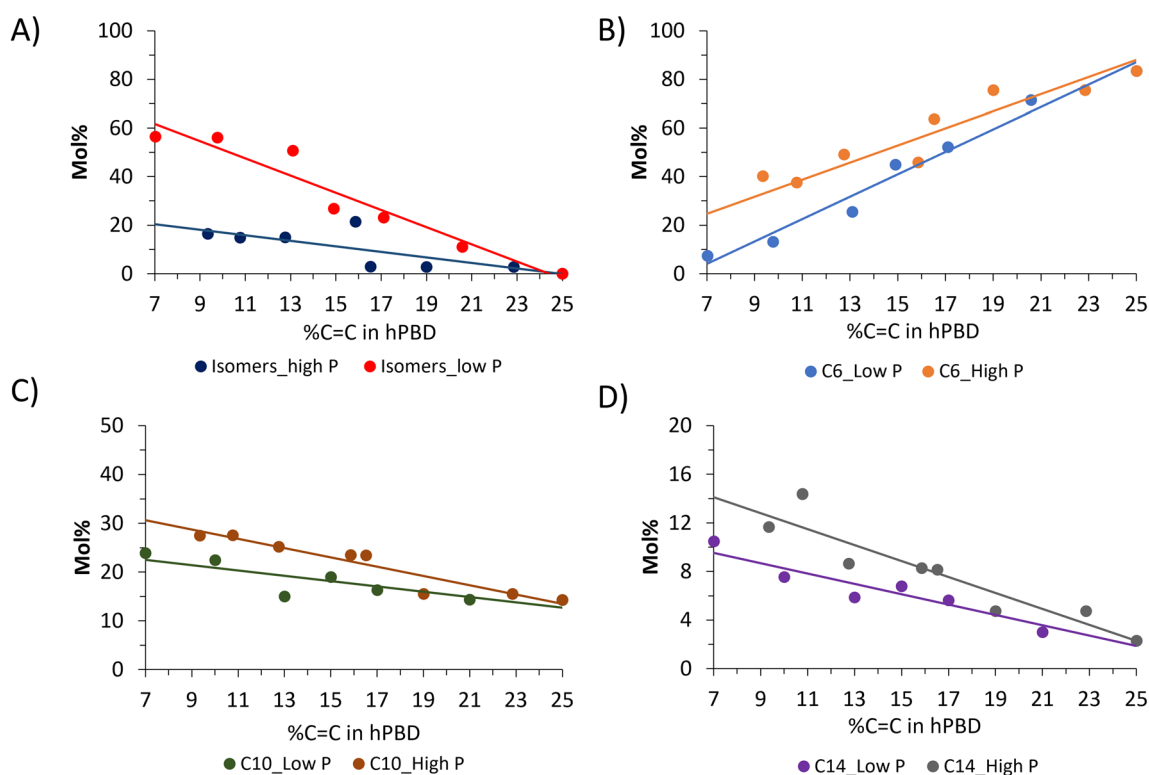 A)
Mol%
100
80
60
40
20
0
7 9 11 13 15 17 19 21 23 25
%C=C in hPBD
Isomers_high P Isomers_low P
B)
Mol%
100
80
60
40
20
0
7 9 11 13 15 17 19 21 23 25
%C=C in hPBD
C6_Low P C6_High P
C)
Mol%
50
40
30
20
10
0
7 9 11 13 15 17 19 21 23 25
%C=C in hPBD
C10_Low P C10_High P
D)
Mol%
20
16
12
8
4
0
7 9 11 13 15 17 19 21 23 25
%C=C in hPBD
C14_Low P C14_High P